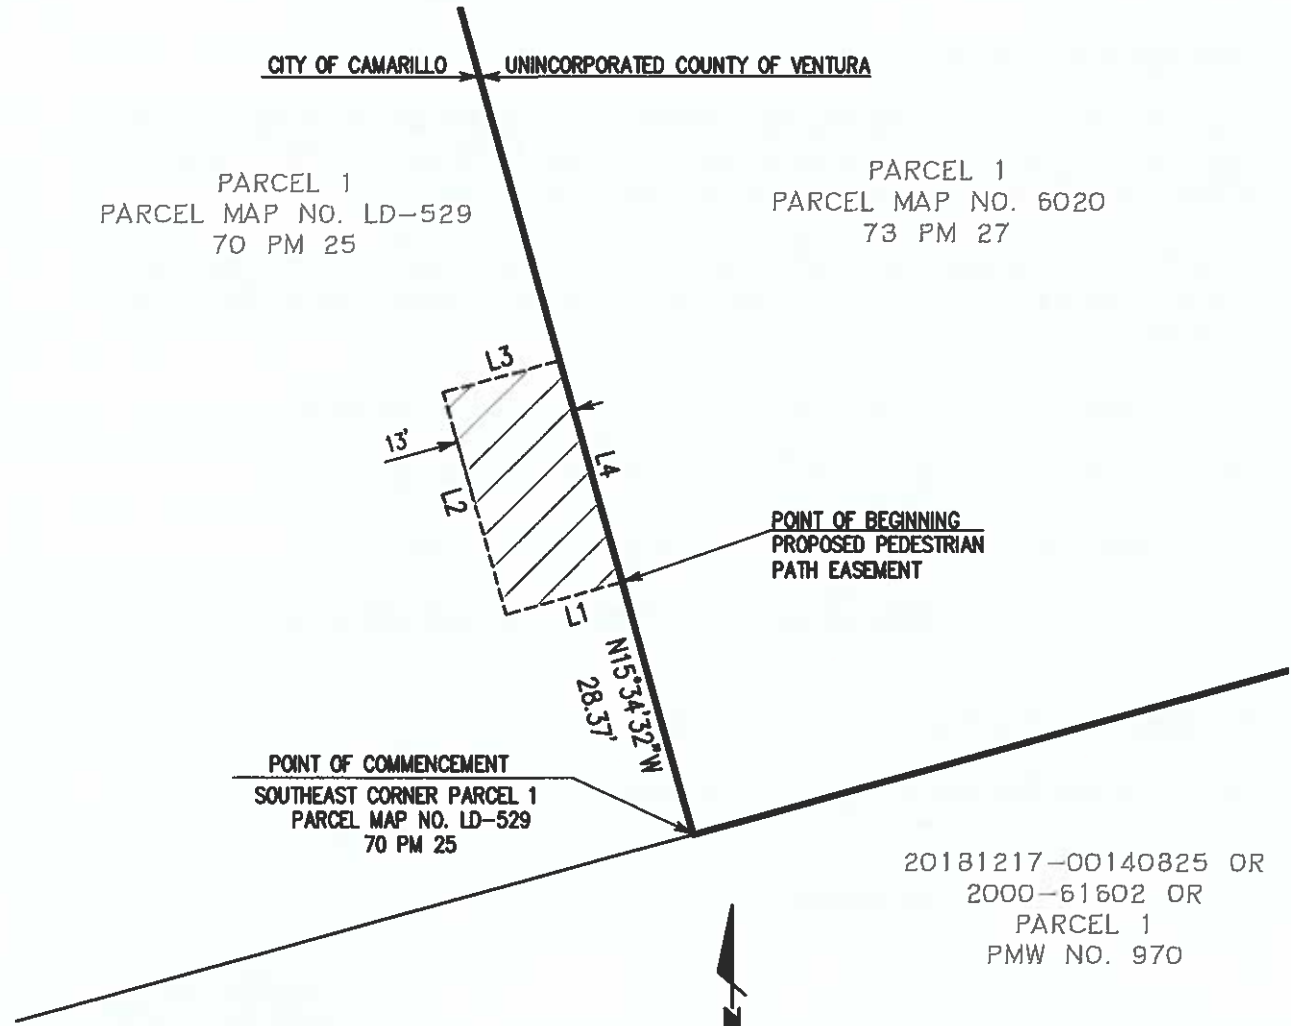 CITY OF CAMARILLO
UNINCORPORATED COUNTY OF VENTURA
PARCEL 1
PARCEL MAP NO. LD-529
70 PM 25
PARCEL 1
PARCEL MAP NO. 6020
73 PM 27
L3
13'
L4
L2
POINT OF BEGINNING
PROPOSED PEDESTRIAN
PATH EASEMENT
L1
N15°34'32"W
28.37'
POINT OF COMMENCEMENT
SOUTHEAST CORNER PARCEL 1
PARCEL MAP NO. LD-529
70 PM 25
20181217-00140825 OR
2000-61602 OR
PARCEL 1
PMW NO. 970
N